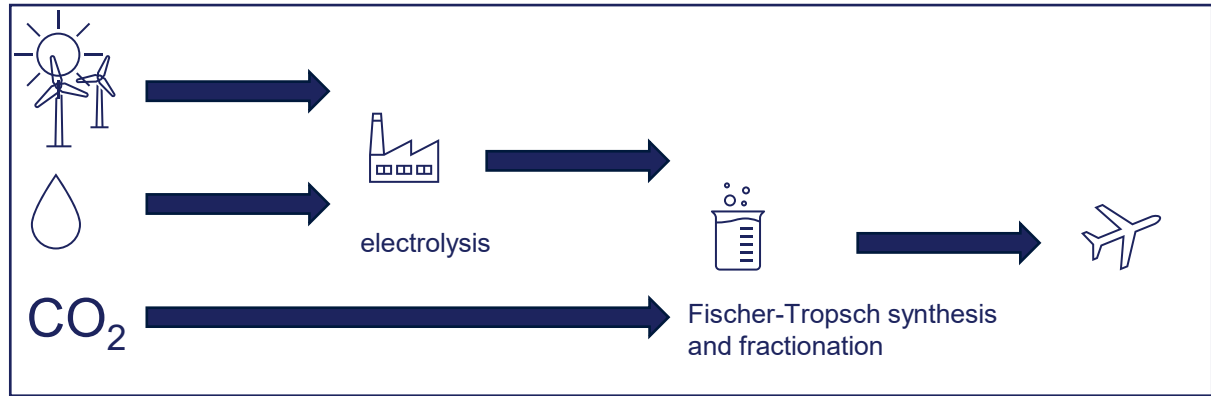 electrolysis
CO₂
Fischer-Tropsch synthesis
and fractionation